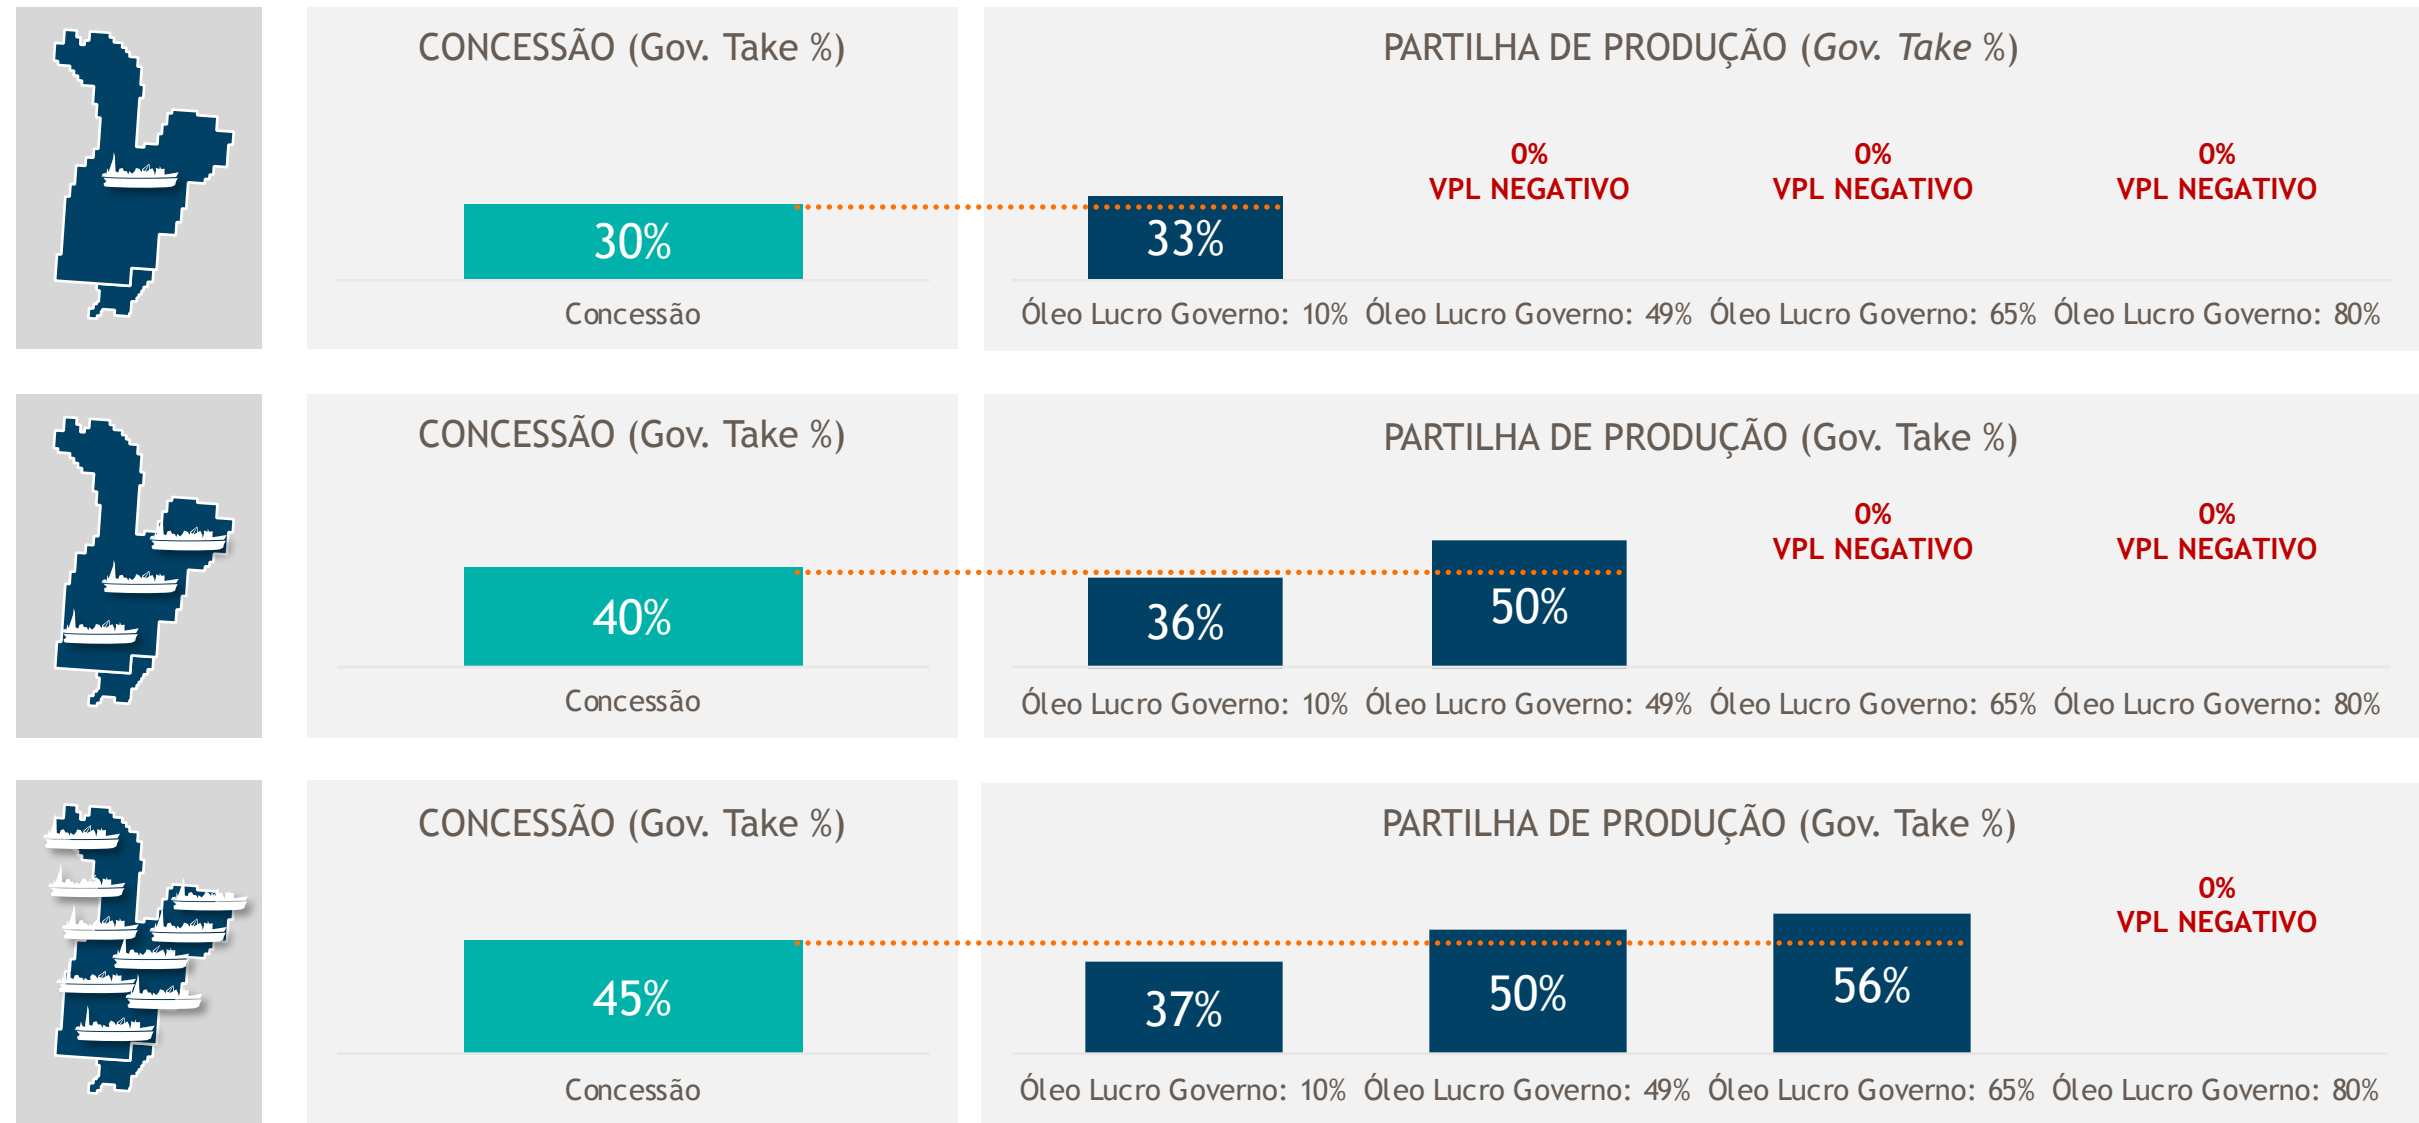 CONCESSÃO (Gov. Take %)
30%
Concessão
PARTILHA DE PRODUÇÃO (Gov. Take %)
0%
VPL NEGATIVO
0%
VPL NEGATIVO
0%
VPL NEGATIVO
33%
Óleo Lucro Governo: 10%
Óleo Lucro Governo: 49%
Óleo Lucro Governo: 65%
Óleo Lucro Governo: 80%
CONCESSÃO (Gov. Take %)
40%
Concessão
PARTILHA DE PRODUÇÃO (Gov. Take %)
0%
VPL NEGATIVO
0%
VPL NEGATIVO
36%
50%
Óleo Lucro Governo: 10%
Óleo Lucro Governo: 49%
Óleo Lucro Governo: 65%
Óleo Lucro Governo: 80%
CONCESSÃO (Gov. Take %)
45%
Concessão
PARTILHA DE PRODUÇÃO (Gov. Take %)
0%
VPL NEGATIVO
37%
50%
56%
Óleo Lucro Governo: 10%
Óleo Lucro Governo: 49%
Óleo Lucro Governo: 65%
Óleo Lucro Governo: 80%